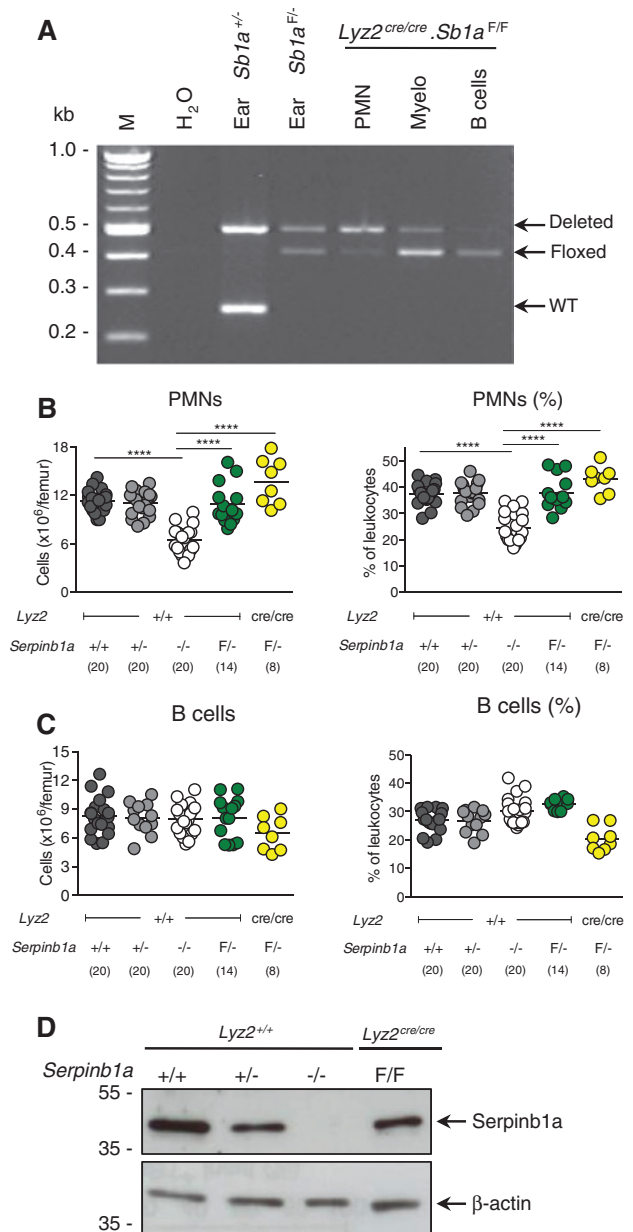 A
Lyz2 cre/cre .Sb1a F/F
kb
M
H2O
Ear Sb1a +/-
Ear Sb1a F/-
PMN
Myelo
B cells
1.0 -
0.5 -
0.4 -
0.3 -
0.2 -
Deleted
Floxed
WT
B
PMNs
****
****
****
Cells (x10^6/femur)
18
12
6
0
Lyz2 +/+ cre/cre
Serpinb1a +/+ +/- -/- F/- F/-
(20) (20) (20) (14) (8)
PMNs (%)
****
****
****
% of leukocytes
50
40
30
20
10
0
+/+ cre/cre
Serpinb1a +/+ +/- -/- F/- F/-
(20) (20) (20) (14) (8)
C
B cells
Cells (x10^6/femur)
15
12
9
6
3
0
Lyz2 +/+ cre/cre
Serpinb1a +/+ +/- -/- F/- F/-
(20) (20) (20) (14) (8)
B cells (%)
% of leukocytes
50
40
30
20
10
0
Lyz2 +/+ cre/cre
Serpinb1a +/+ +/- -/- F/- F/-
(20) (20) (20) (14) (8)
D
Lyz2+/+ Lyz2cre/cre
Serpinb1a +/+ +/- -/- F/F
55 -
35 -
Serpinb1a
35 -
β-actin